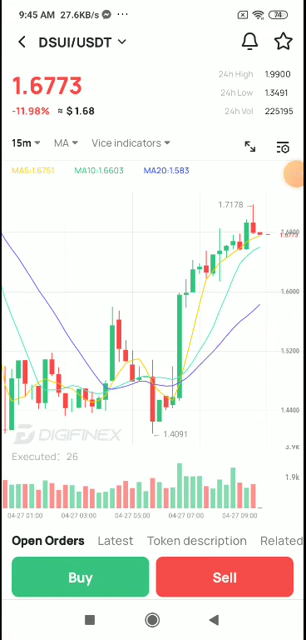 9:45 AM 27.6KB/s ··· 74
DSUI/USDT
1.6773
-11.98% ≈ $ 1.68
24h High 1.9900
24h Low 1.3491
24h Vol 225195
15m MA Vice indicators
MA5:1.6751 MA10:1.6603 MA20:1.583
1.7178
1.6773
1.6000
1.5200
1.4400
1.4091
DIGIFINEX
3.9k
Executed: 26
1.9k
04-27 01:00 04-27 03:00 04-27 05:00 04-27 07:00 04-27 09:00
Open Orders Latest Token description Related
Buy Sell